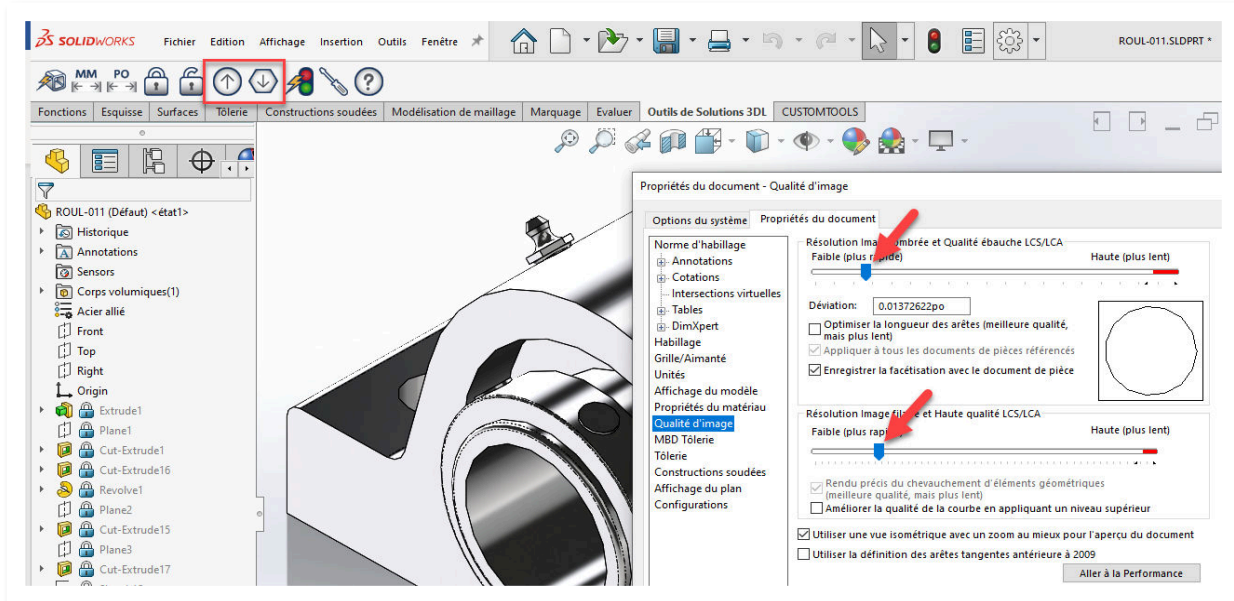 SOLIDWORKS Fichier Edition Affichage Insertion Outils Fenêtre ROUL-011.SLDPRT *
MM PO
Fonctions Esquisse Surfaces Tôlerie Constructions soudées Modélisation de maillage Marquage Evaluer Outils de Solutions 3DL CUSTOMTOOLS
ROUL-011 (Défaut) <état1>
Historique
Annotations
Sensors
Corps volumiques(1)
Acier allié
Front
Top
Right
Origin
Extrude1
Plane1
Cut-Extrude1
Cut-Extrude16
Revolve1
Plane2
Cut-Extrude15
Plane3
Cut-Extrude17
Propriétés du document - Qualité d'image
Options du système Propriétés du document
Norme d'habillage
Annotations
Cotations
Intersections virtuelles
Tables
DimXpert
Habillage
Grille/Aimanté
Unités
Affichage du modèle
Propriétés du matériau
Qualité d'image
MBD Tôlerie
Tôlerie
Constructions soudées
Affichage du plan
Configurations
Résolution Image ombrée et Qualité ébauche LCS/LCA
Faible (plus rapide) Haute (plus lent)
Déviation: 0.01372622po
Optimiser la longueur des arêtes (meilleure qualité,
mais plus lent)
Appliquer à tous les documents de pièces référencés
Enregistrer la facétisation avec le document de pièce
Résolution Image filaire et Haute qualité LCS/LCA
Faible (plus rapide) Haute (plus lent)
Rendu précis du chevauchement d'éléments géométriques
(meilleure qualité, mais plus lent)
Améliorer la qualité de la courbe en appliquant un niveau supérieur
Utiliser une vue isométrique avec un zoom au mieux pour l'aperçu du document
Utiliser la définition des arêtes tangentes antérieure à 2009
Aller à la Performance